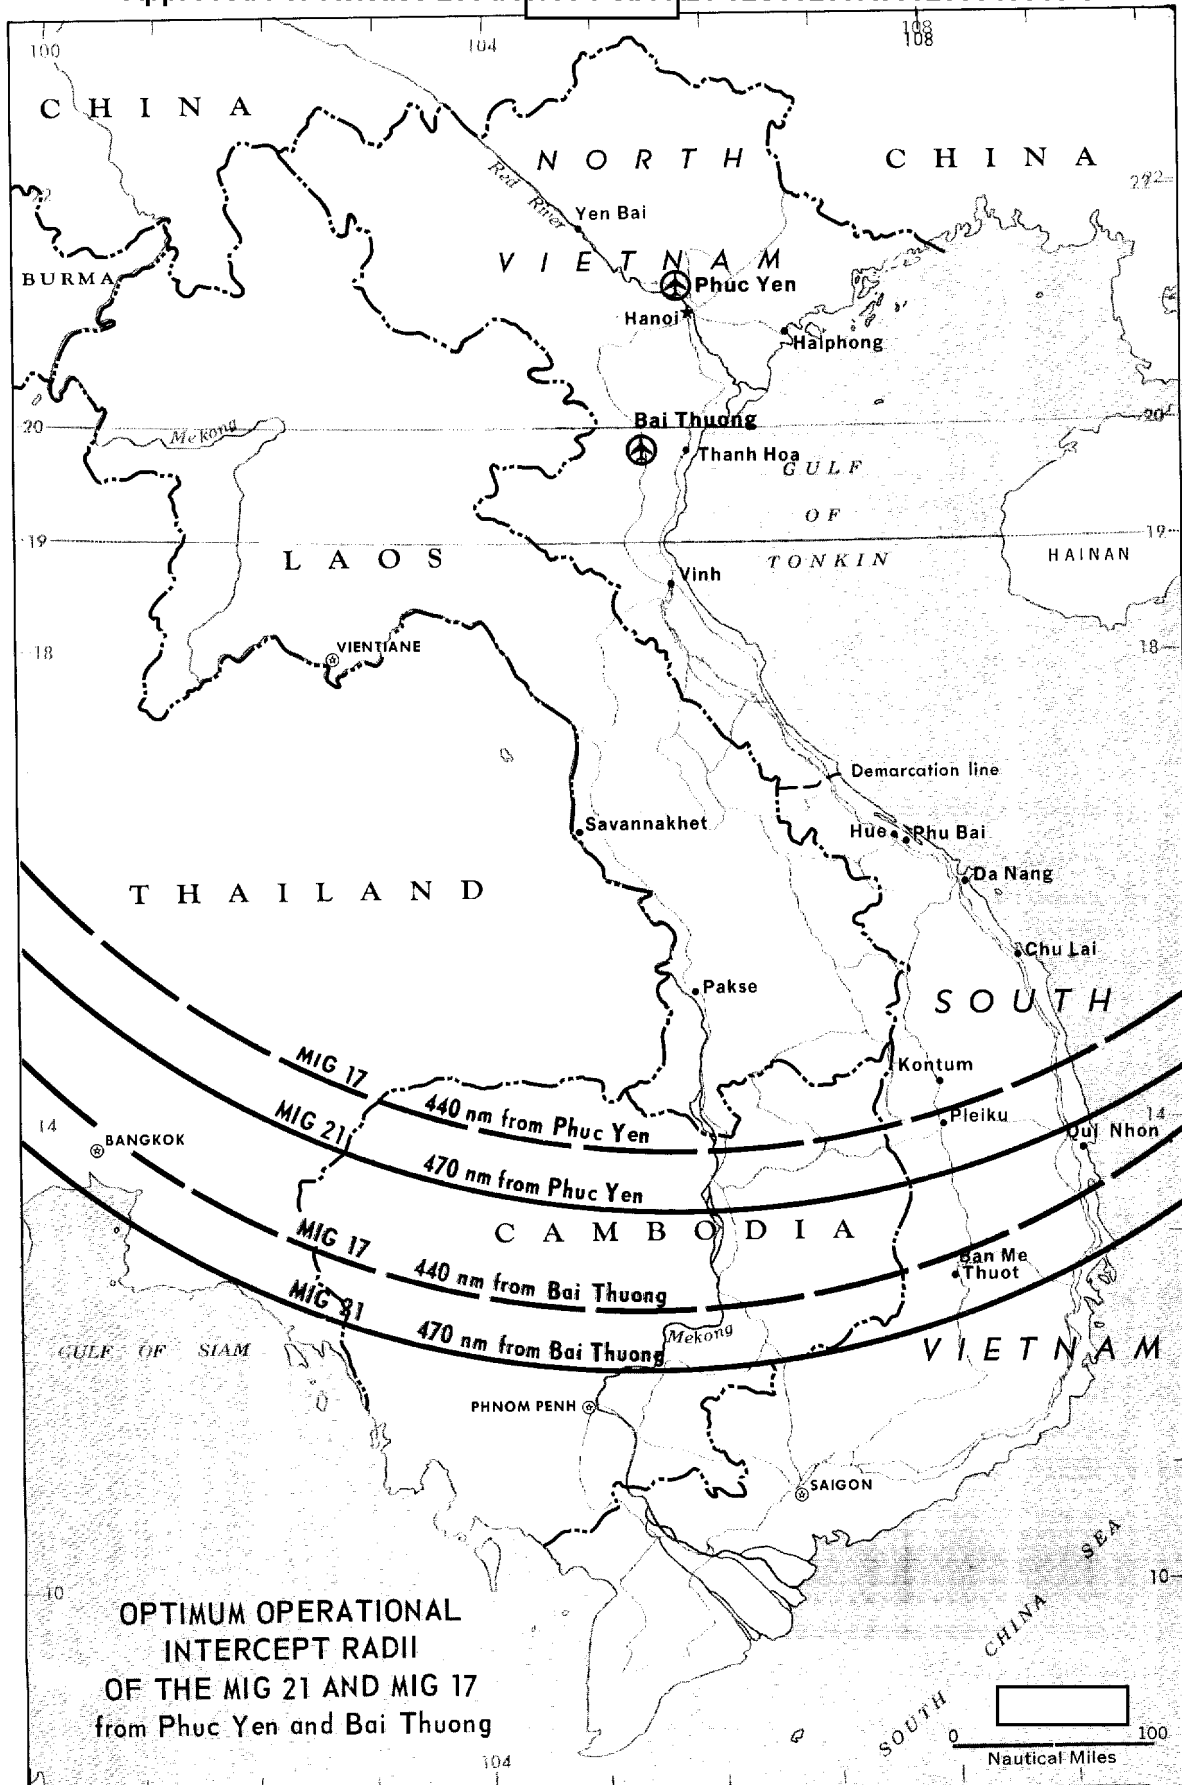 100
104
108
108
CHINA
NORTH
CHINA
Red River
22
22
22
Yen Bai
VIETNAM
BURMA
Phuc Yen
Hanoi
Haiphong
Bai Thuong
20
20
Mekong
Thanh Hoa
GULF
OF
TONKIN
19
19
LAOS
HAINAN
Vinh
18
18
VIENTIANE
Demarcation line
Savannakhet
Hue
Phu Bai
Da Nang
THAILAND
Chu Lai
Pakse
SOUTH
MIG 17
440 nm from Phuc Yen
Kontum
MIG 21
470 nm from Phuc Yen
Pleiku
14
14
Qui Nhon
BANGKOK
CAMBODIA
MIG 17
440 nm from Bai Thuong
Ban Me
Thuot
MIG 21
470 nm from Bai Thuong
Mekong
GULF OF SIAM
VIETNAM
PHNOM PENH
SAIGON
10
10
SOUTH CHINA SEA
OPTIMUM OPERATIONAL
INTERCEPT RADII
OF THE MIG 21 AND MIG 17
from Phuc Yen and Bai Thuong
0 100
Nautical Miles
104